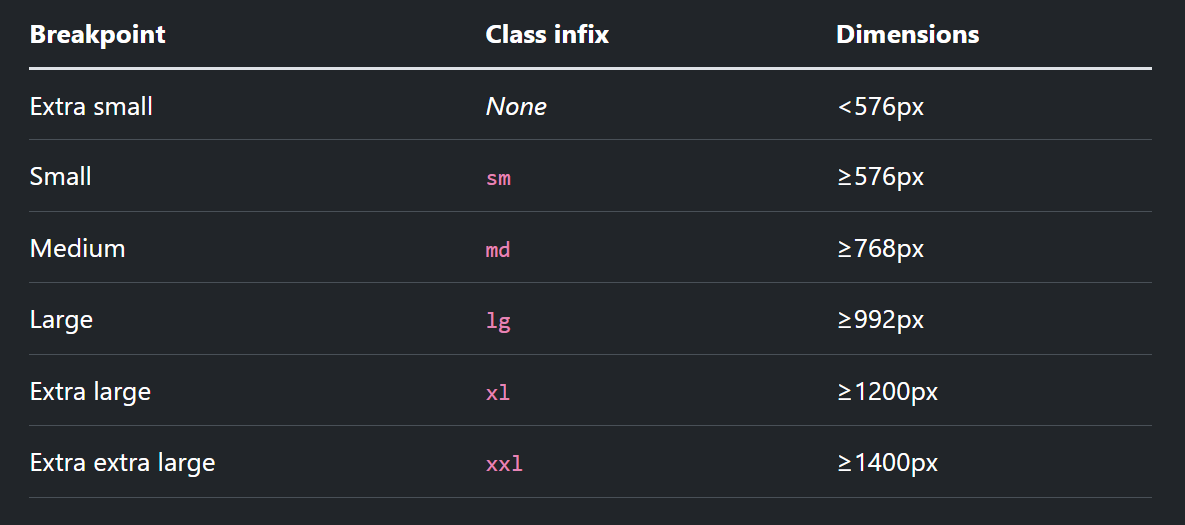 Breakpoint Class infix Dimensions
Extra small None <576px
Small sm ≥576px
Medium md ≥768px
Large lg ≥992px
Extra large xl ≥1200px
Extra extra large xxl ≥1400px